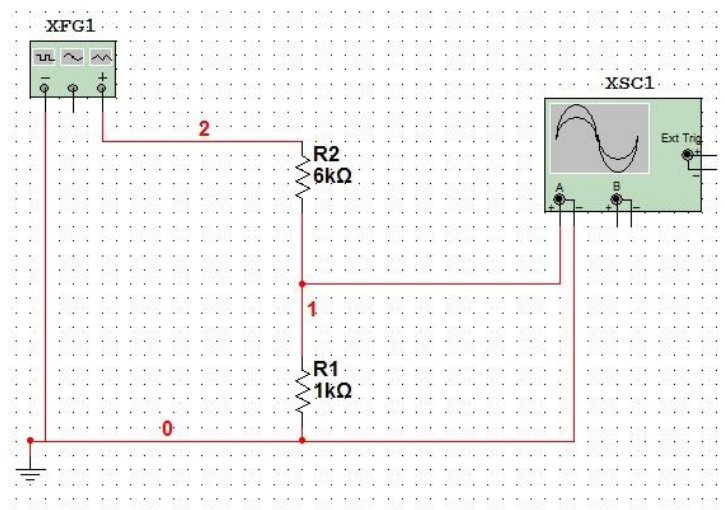 XFG1
XSC1
2
R2
6kΩ
Ext Trig
+
−
A
B
+ − + −
1
R1
1kΩ
0